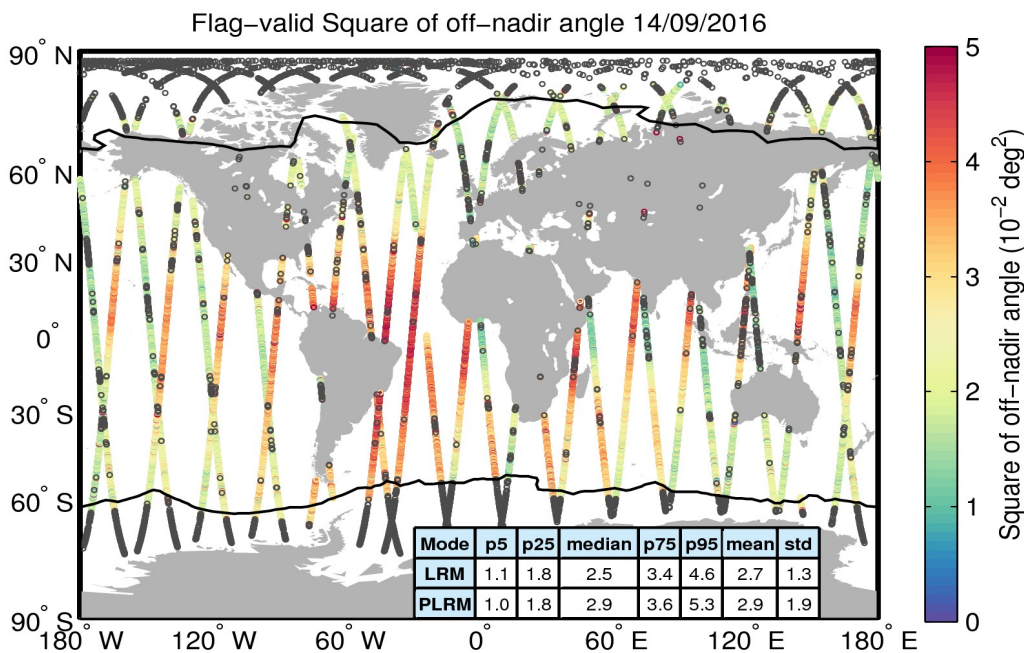 Flag−valid Square of off−nadir angle 14/09/2016
90° N
60° N
30° N
0°
30° S
60° S
90° S
180° W
120° W
60° W
0°
60° E
120° E
180° E
Mode p5 p25 median p75 p95 mean std
LRM 1.1 1.8 2.5 3.4 4.6 2.7 1.3
PLRM 1.0 1.8 2.9 3.6 5.3 2.9 1.9
5
4
3
2
1
0
Square of off−nadir angle (10⁻² deg²)